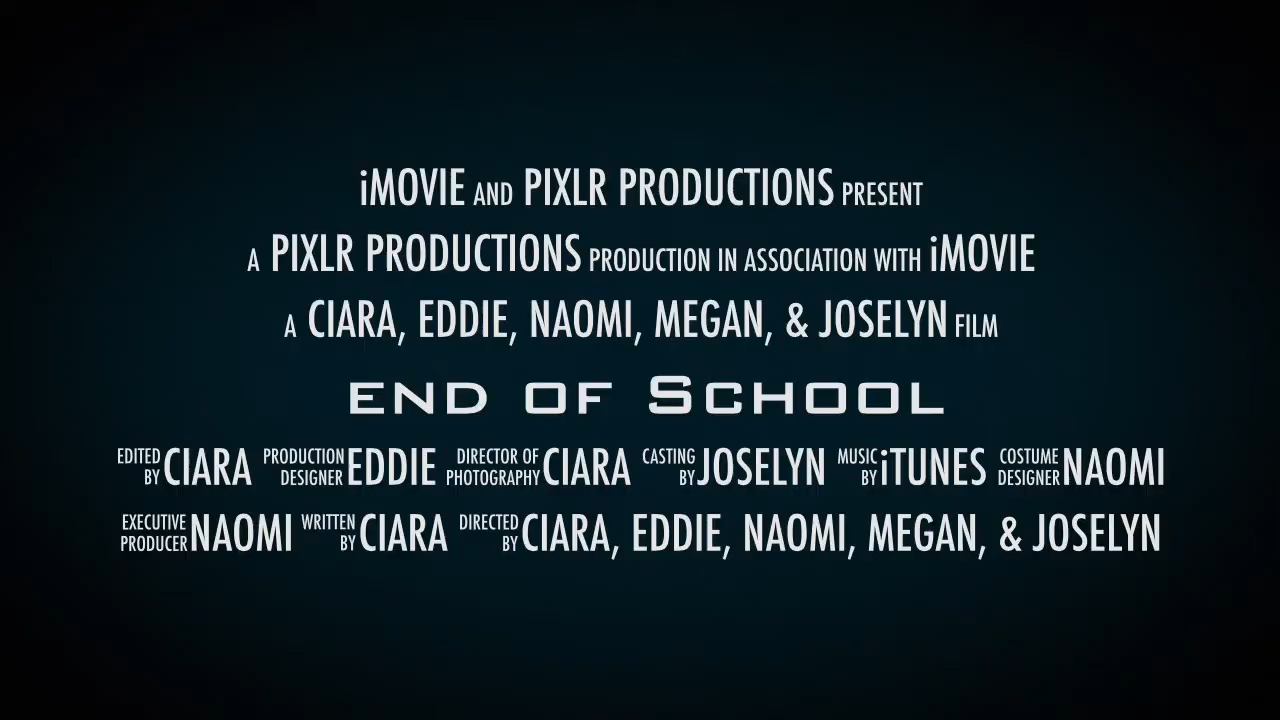 iMOVIE AND PIXLR PRODUCTIONS PRESENT
A PIXLR PRODUCTIONS PRODUCTION IN ASSOCIATION WITH iMOVIE
A CIARA, EDDIE, NAOMI, MEGAN, & JOSELYN FILM
END OF SCHOOL
EDITED BY CIARA PRODUCTION DESIGNER EDDIE DIRECTOR OF PHOTOGRAPHY CIARA CASTING BY JOSELYN MUSIC BY iTUNES COSTUME DESIGNER NAOMI
EXECUTIVE PRODUCER NAOMI WRITTEN BY CIARA DIRECTED BY CIARA, EDDIE, NAOMI, MEGAN, & JOSELYN